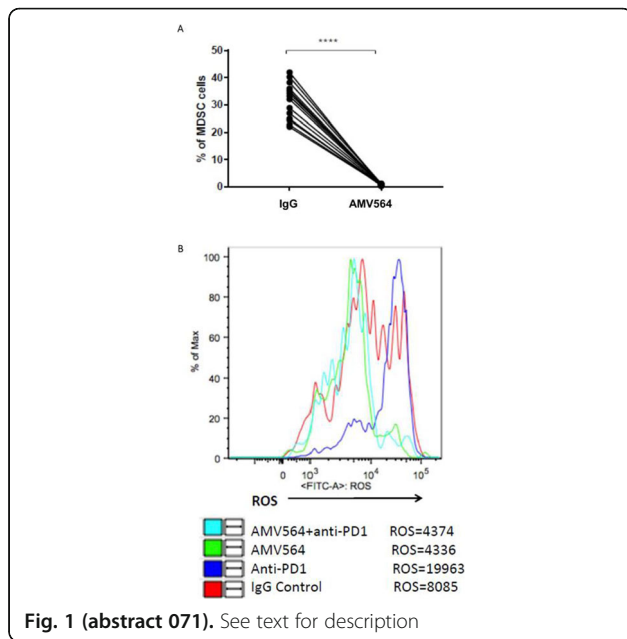 A
****
50
40
30
20
10
0
% of MDSC cells
IgG AMV564
B
100
80
60
40
20
0
% of Max
0 10³ 10⁴ 10⁵
<FITC-A>: ROS
ROS
AMV564+anti-PD1 ROS=4374
AMV564 ROS=4336
Anti-PD1 ROS=19963
IgG Control ROS=8085
Fig. 1 (abstract 071). See text for description